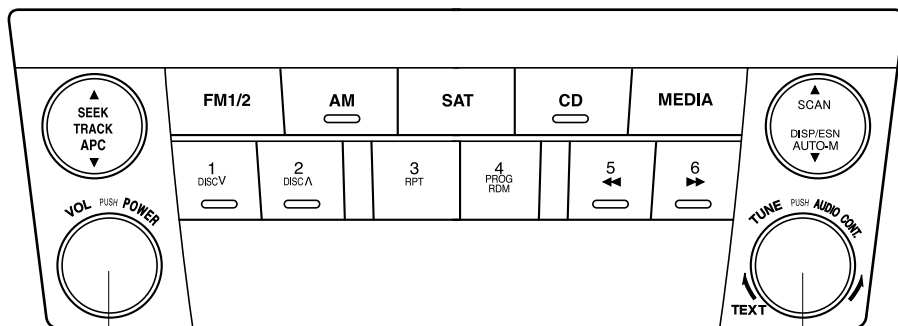 ▲
SEEK
TRACK
APC
▼
FM1/2
AM
SAT
CD
MEDIA
▲
SCAN
DISP/ESN
AUTO-M
▼
1
DISC∨
2
DISC∧
3
RPT
4
PROG
RDM
5
◀◀
6
▶▶
VOL PUSH POWER
TUNE PUSH AUDIO CONT.
TEXT